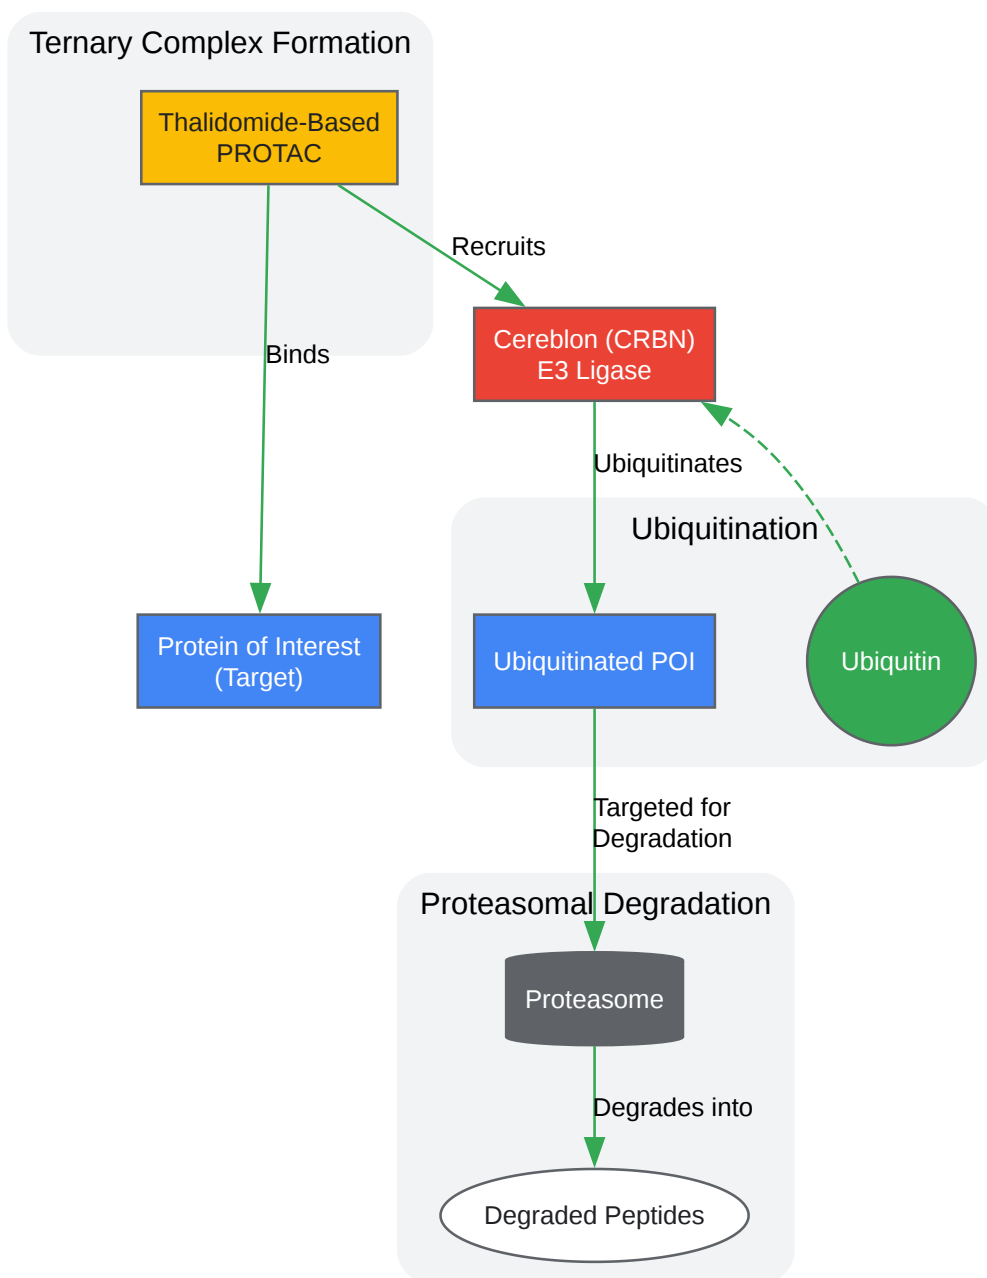 Ternary Complex Formation
Thalidomide-Based
PROTAC
Recruits
Binds
Cereblon (CRBN)
E3 Ligase
Ubiquitinates
Ubiquitination
Protein of Interest
(Target)
Ubiquitinated POI
Ubiquitin
Targeted for
Degradation
Proteasomal Degradation
Proteasome
Degrades into
Degraded Peptides